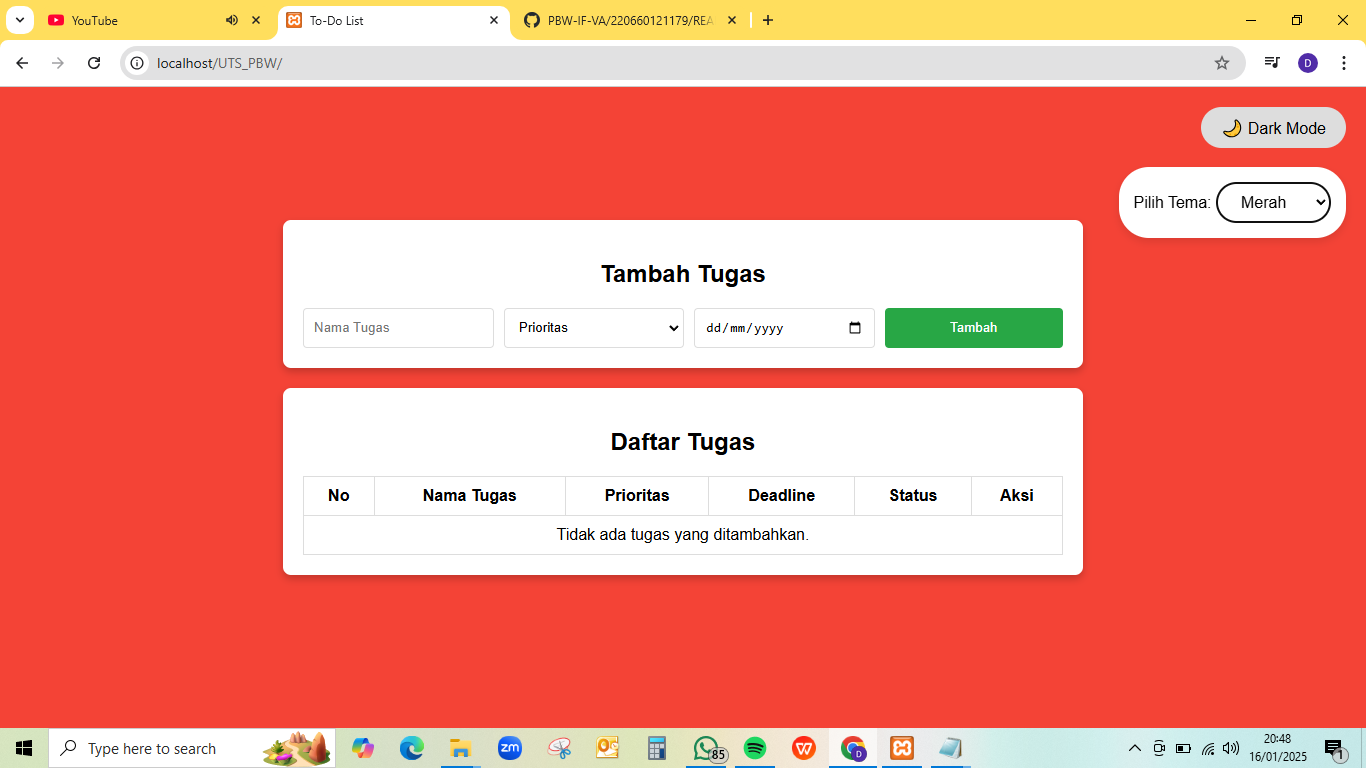 YouTube
To-Do List
PBW-IF-VA/220660121179/REA
localhost/UTS_PBW/
D
🌙 Dark Mode
Pilih Tema: Merah
Tambah Tugas
Nama Tugas Prioritas dd/mm/yyyy Tambah
Daftar Tugas
No Nama Tugas Prioritas Deadline Status Aksi
Tidak ada tugas yang ditambahkan.
Type here to search
zm
85
D
20:48
16/01/2025
1